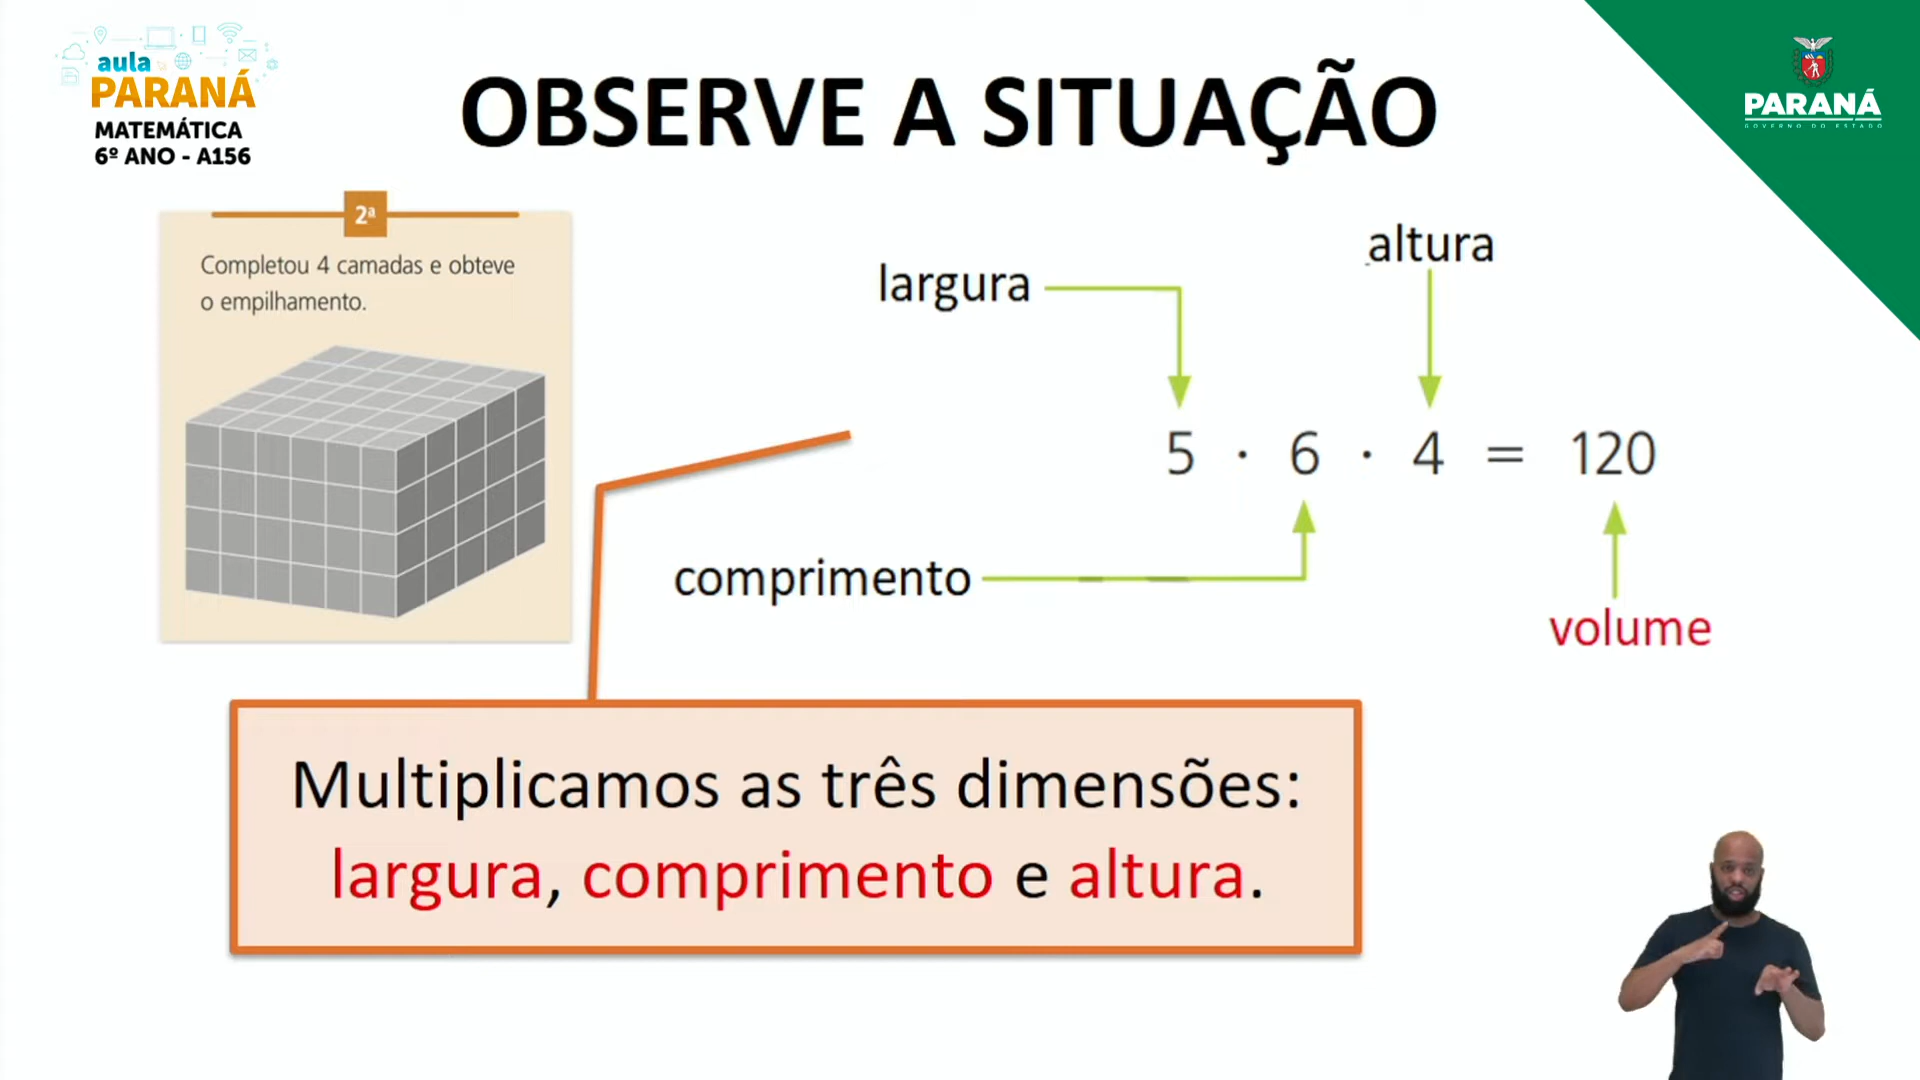 aula
PARANÁ
MATEMÁTICA
6º ANO - A156
OBSERVE A SITUAÇÃO
PARANÁ
GOVERNO DO ESTADO
2ª
Completou 4 camadas e obteve
o empilhamento.
largura
altura
5 · 6 · 4 = 120
comprimento
volume
Multiplicamos as três dimensões:
largura, comprimento e altura.